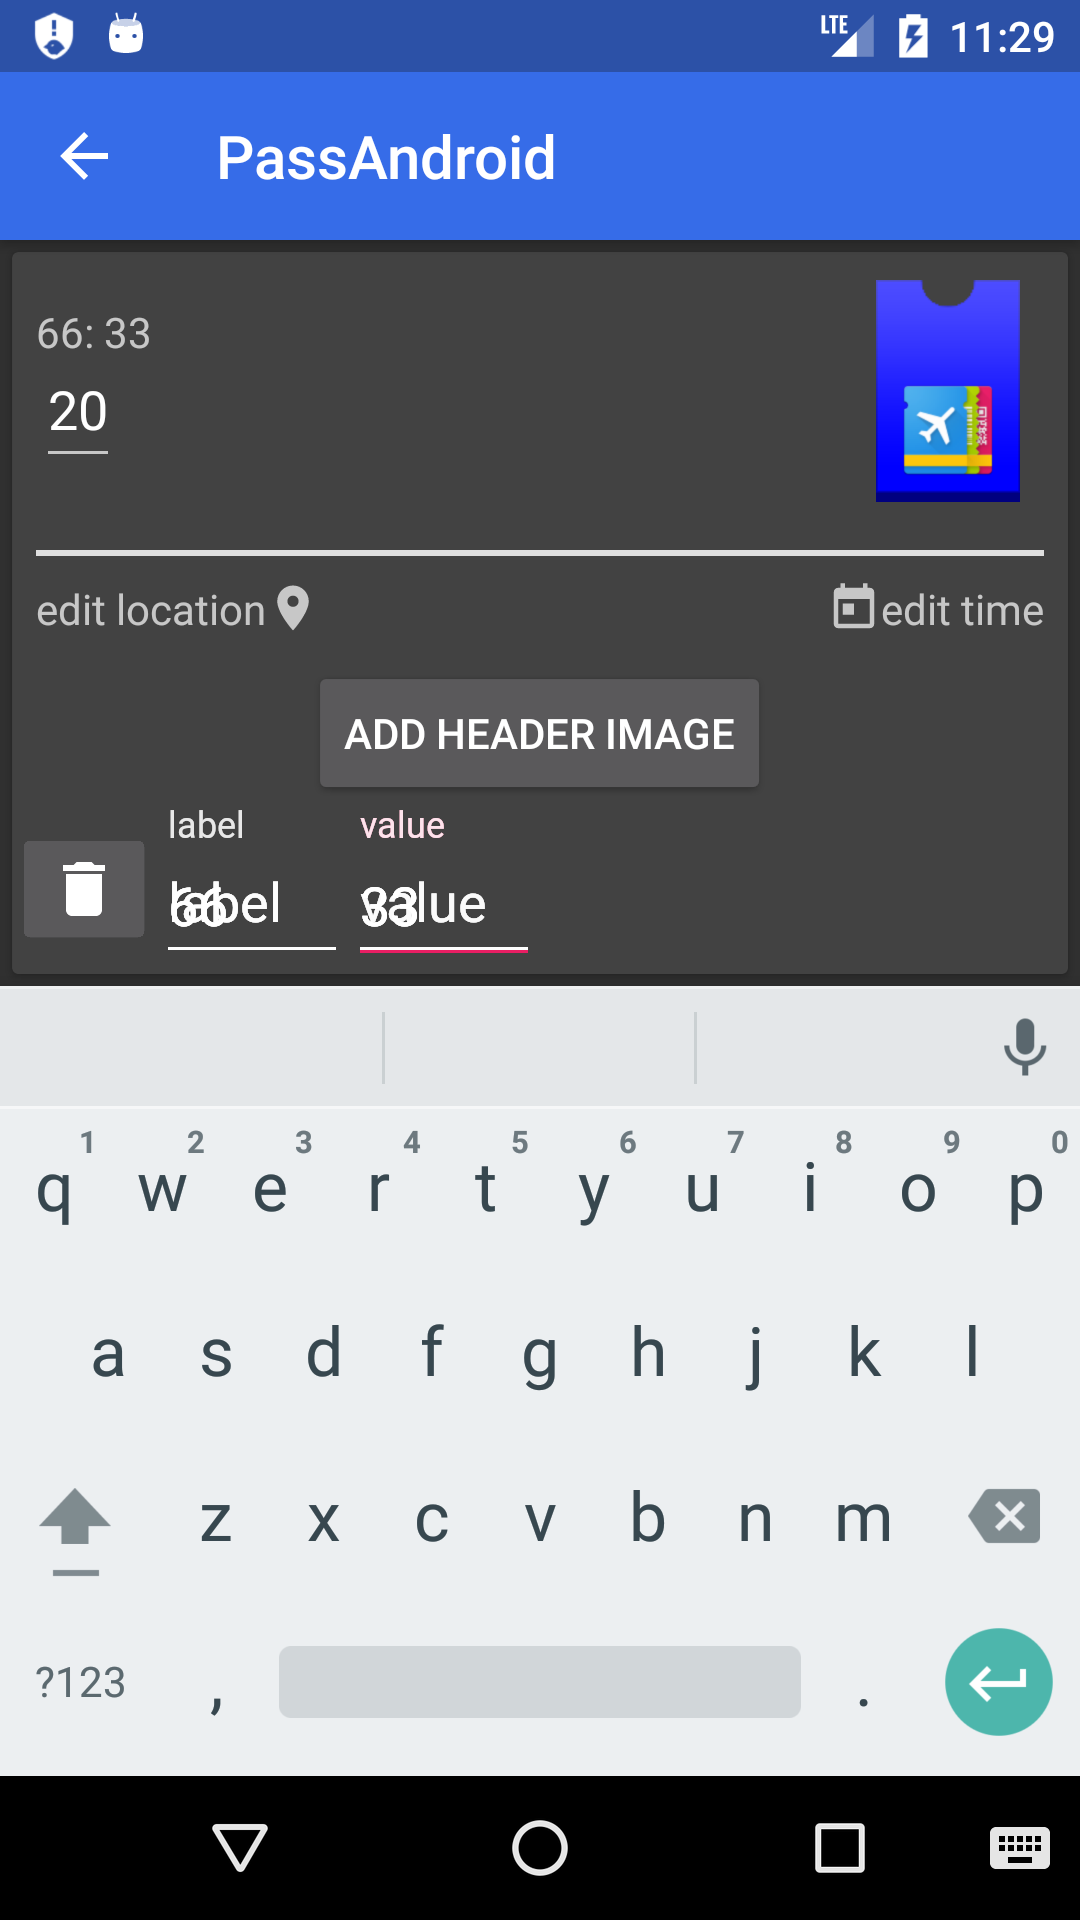 LTE 11:29
PassAndroid
66: 33
20
edit location edit time
ADD HEADER IMAGE
label value
66 label 33 value
1 2 3 4 5 6 7 8 9 0
q w e r t y u i o p
a s d f g h j k l
z x c v b n m
?123 , .